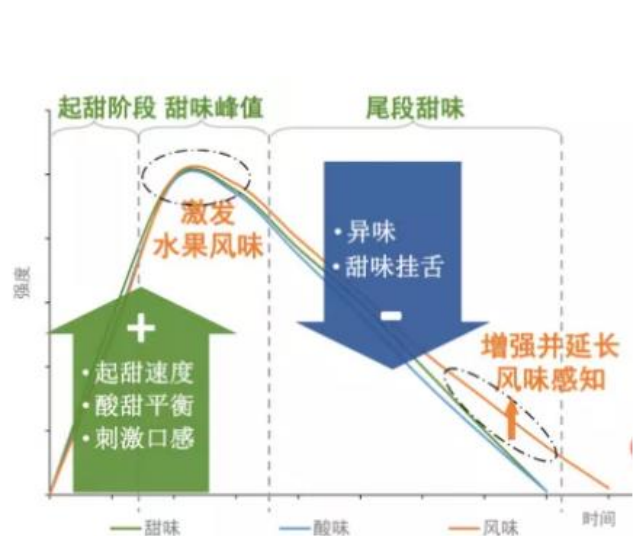 起甜阶段 甜味峰值 尾段甜味
激发
水果风味
• 异味
• 甜味挂舌
强度
+
-
• 起甜速度
• 酸甜平衡
• 刺激口感
增强并延长
风味感知
时间
甜味 酸味 风味